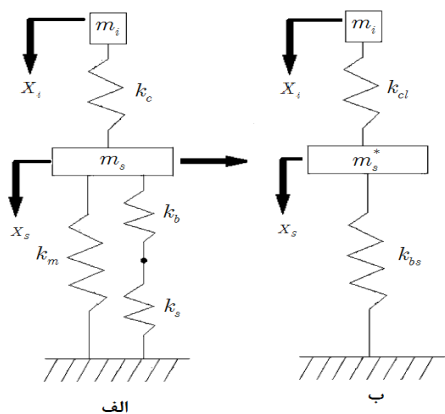 m_i
X_i
k_c
m_s
X_s
k_b
k_m
k_s
الف
m_i
X_i
k_cl
m_s^*
X_s
k_bs
ب